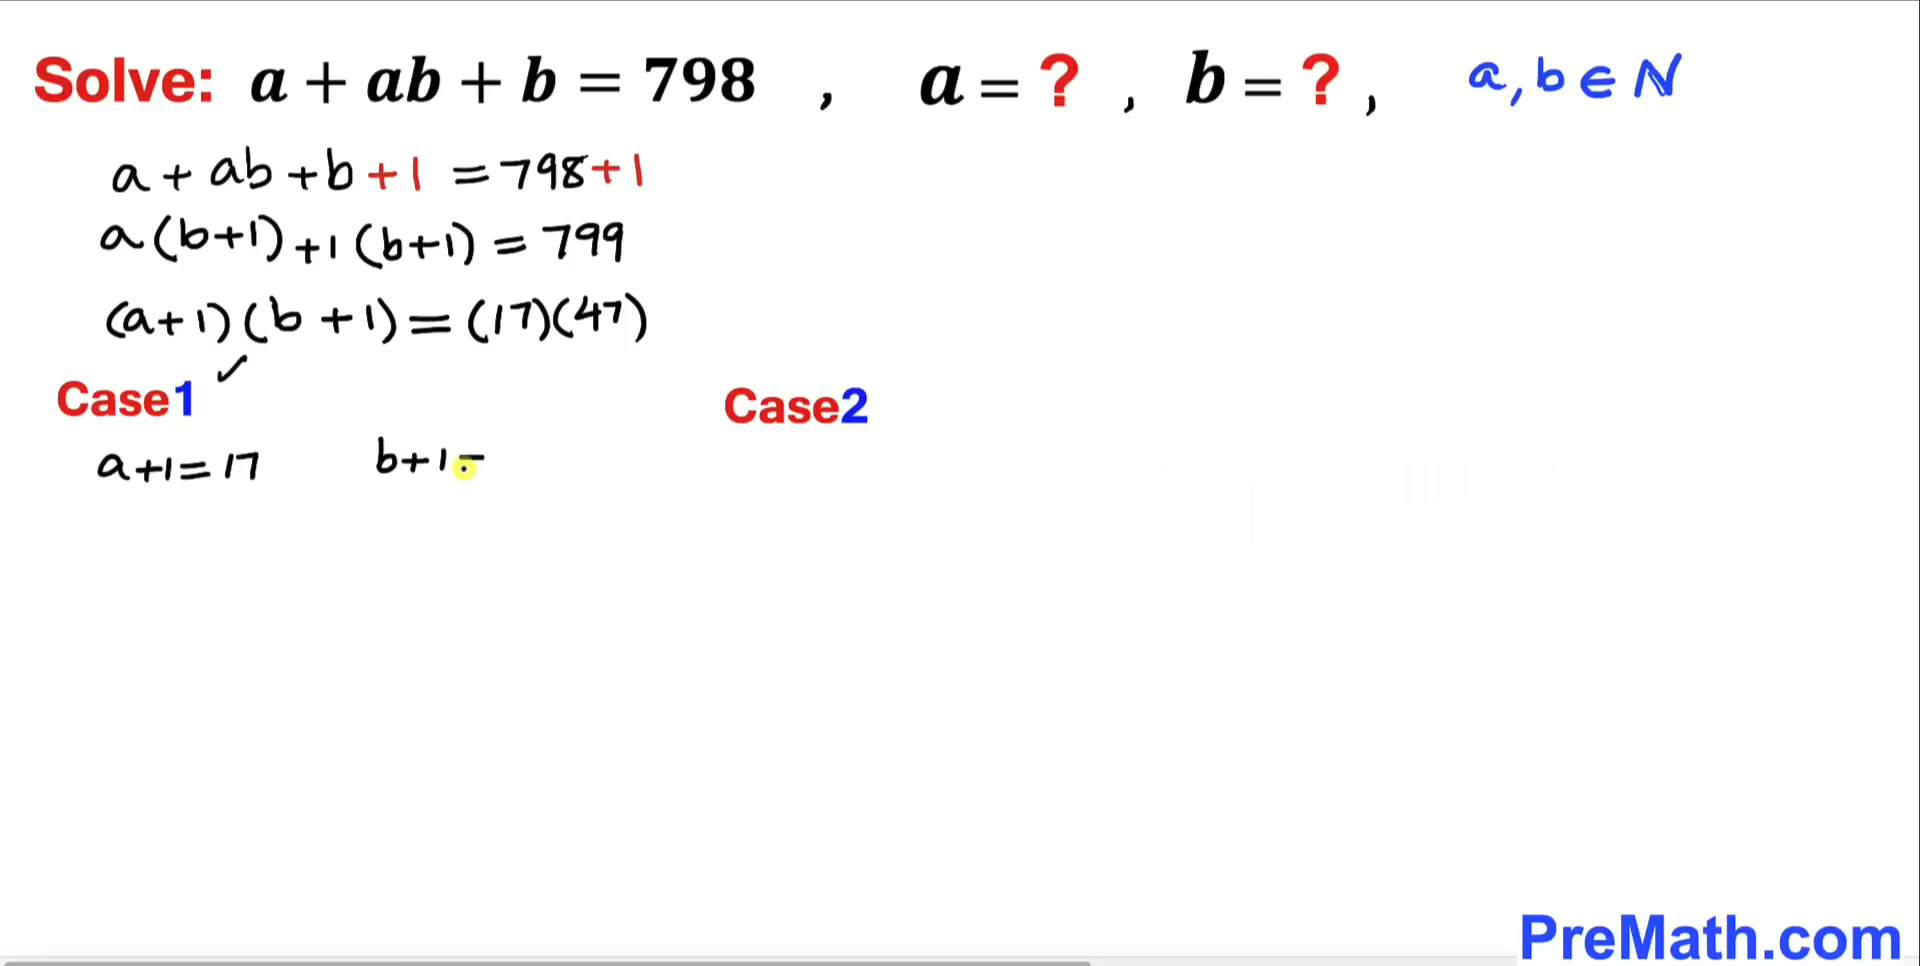 Solve: a + ab + b = 798 , a = ? , b = ? , a, b ∈ N
a + ab + b + 1 = 798 + 1
a (b+1) + 1 (b+1) = 799
(a+1) (b+1) = (17)(47)
Case1 ✓ Case2
a+1 = 17 b+1 =
PreMath.com